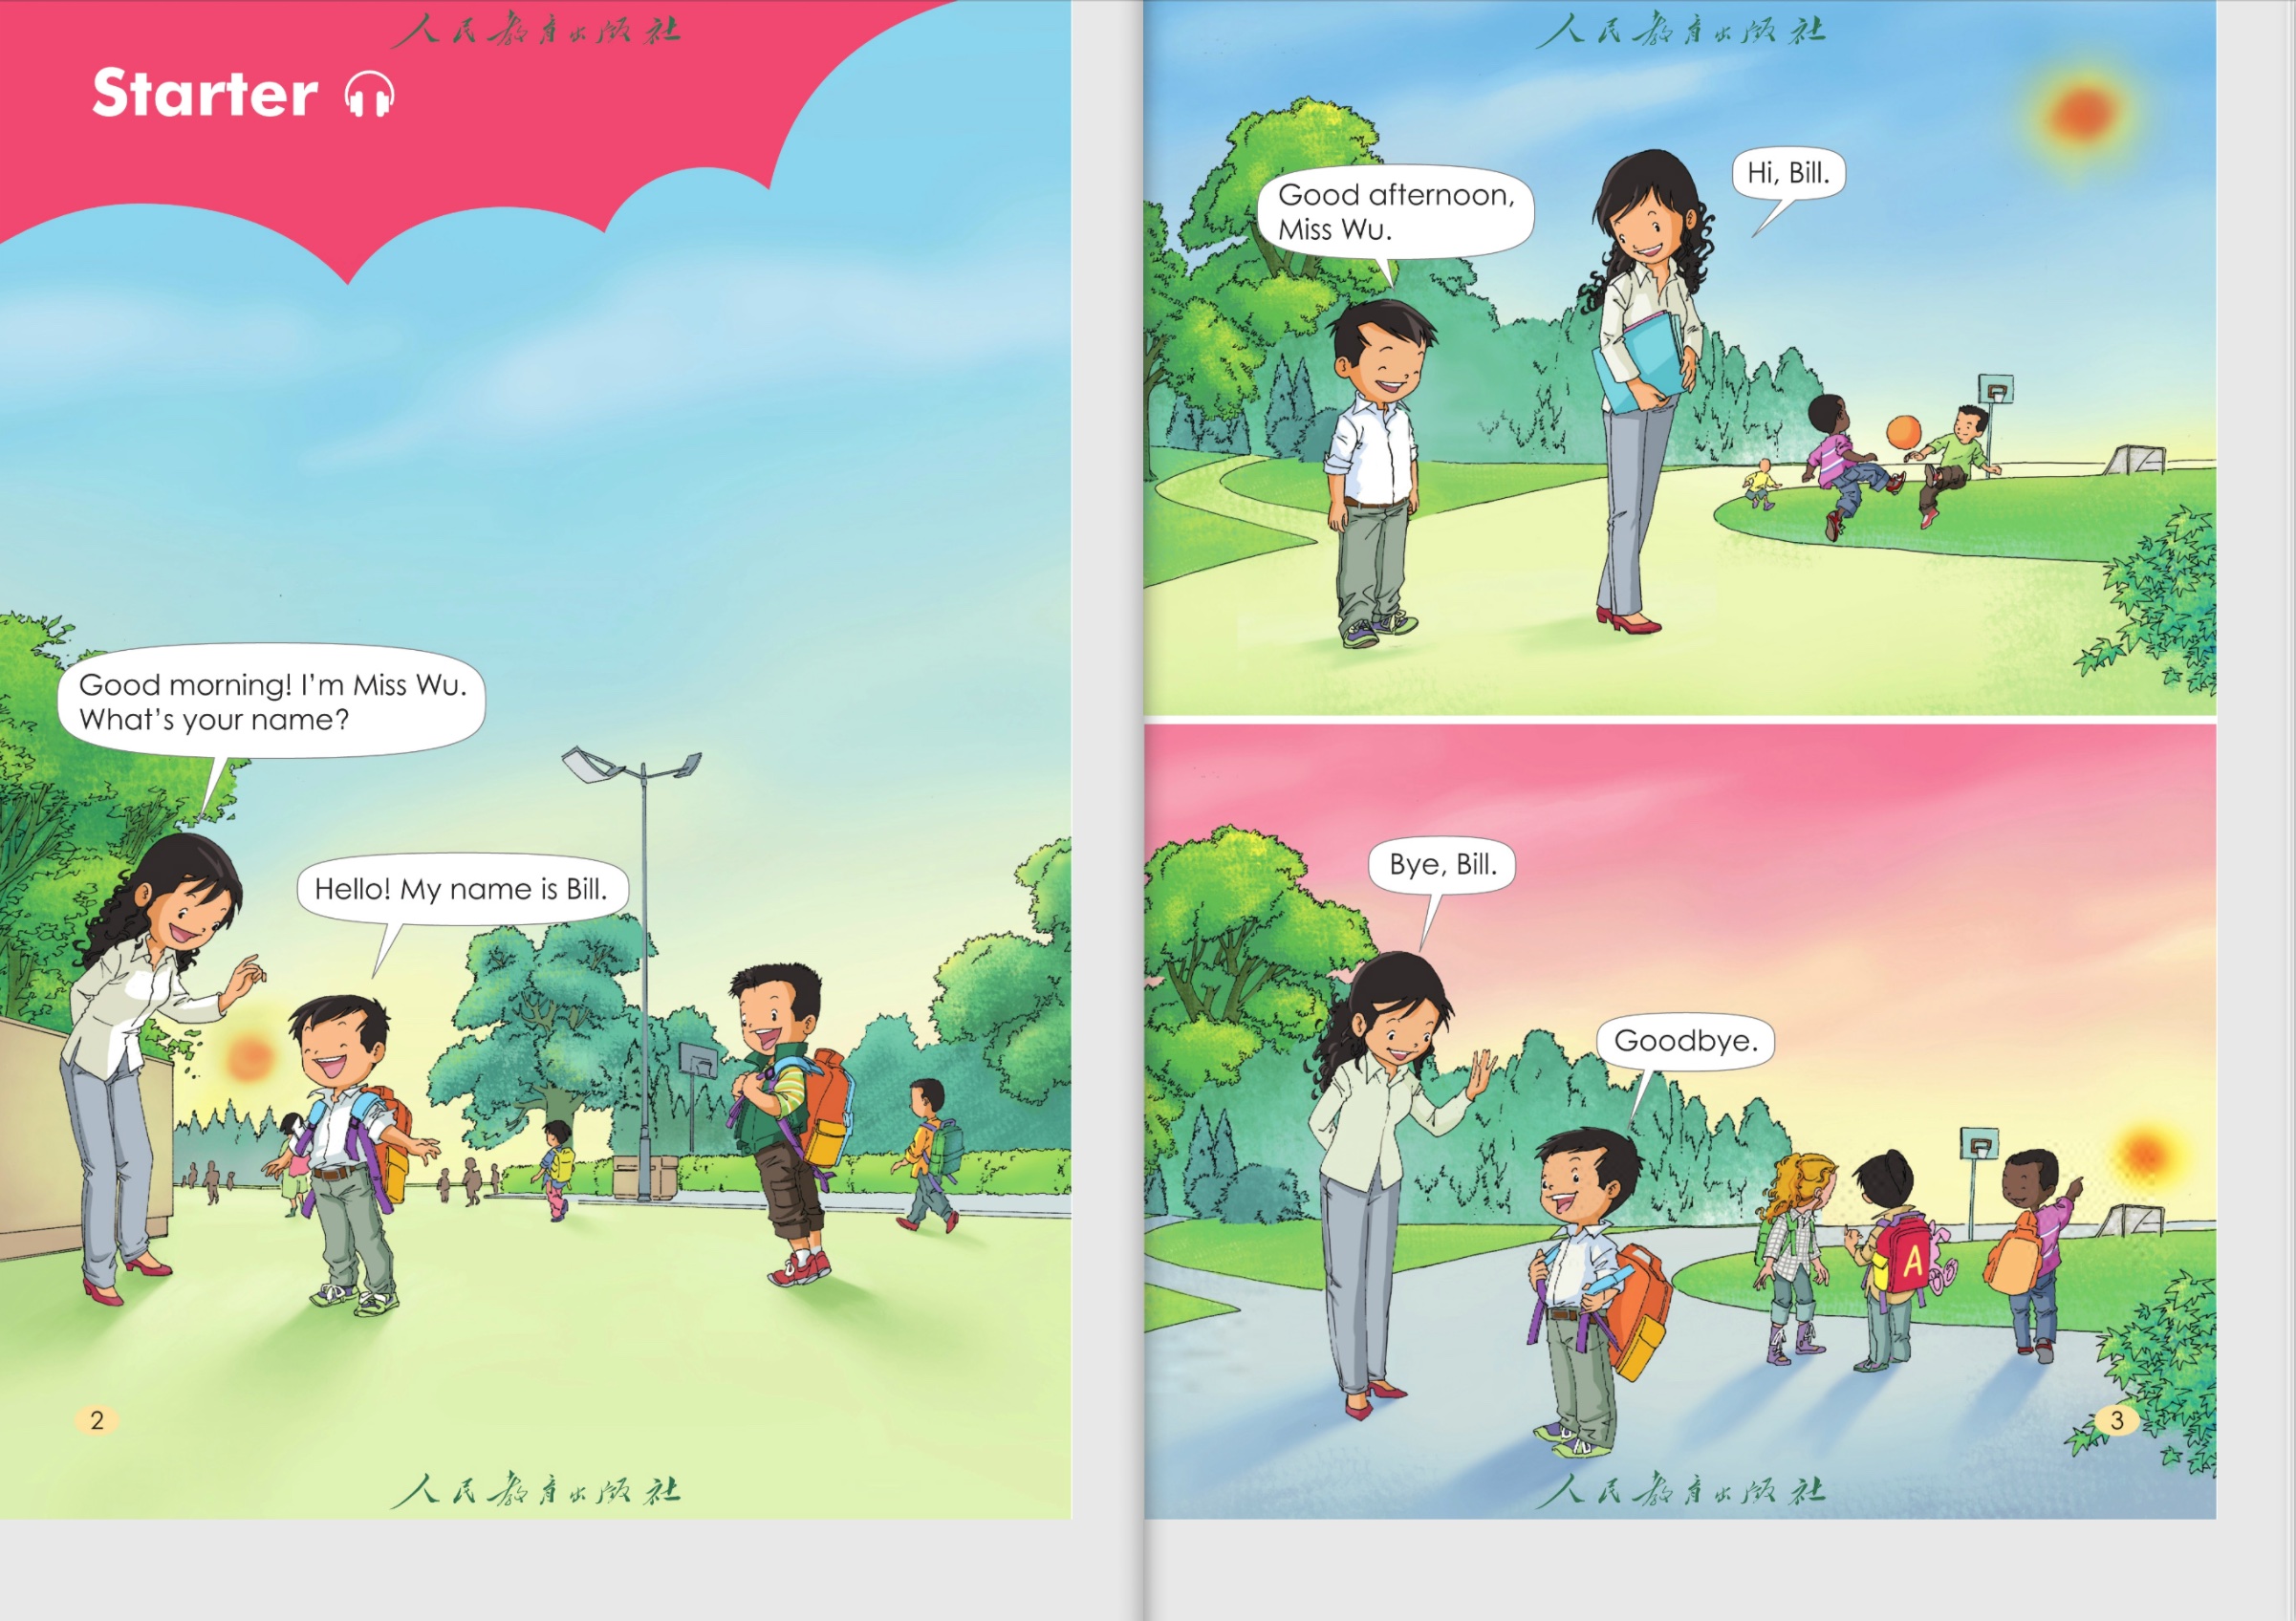 人民教育出版社
Starter
Good morning! I'm Miss Wu.
What's your name?
Hello! My name is Bill.
2
人民教育出版社
人民教育出版社
Good afternoon,
Miss Wu.
Hi, Bill.
Bye, Bill.
Goodbye.
A
3
人民教育出版社